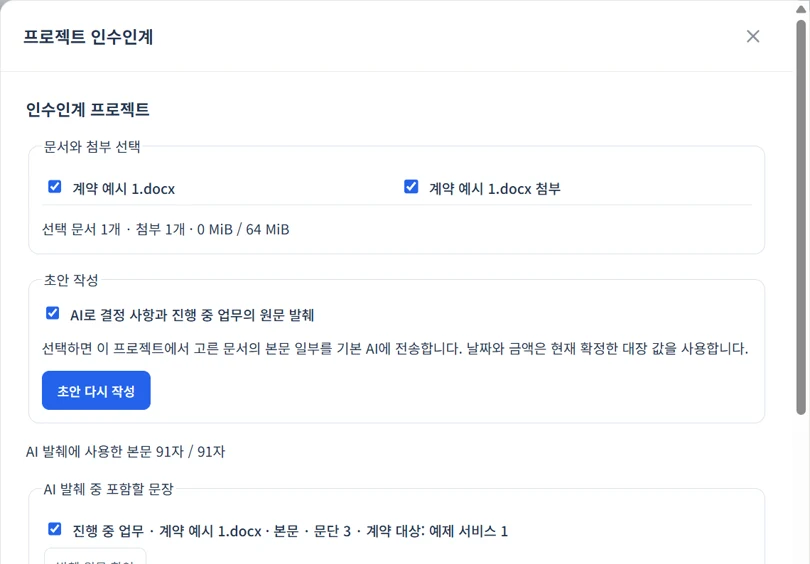 프로젝트 인수인계
인수인계 프로젝트
문서와 첨부 선택
계약 예시 1.docx
계약 예시 1.docx 첨부
선택 문서 1개 · 첨부 1개 · 0 MiB / 64 MiB
초안 작성
AI로 결정 사항과 진행 중 업무의 원문 발췌
선택하면 이 프로젝트에서 고른 문서의 본문 일부를 기본 AI에 전송합니다. 날짜와 금액은 현재 확정한 대장 값을 사용합니다.
초안 다시 작성
AI 발췌에 사용한 본문 91자 / 91자
AI 발췌 중 포함할 문장
진행 중 업무 · 계약 예시 1.docx · 본문 · 문단 3 · 계약 대상: 예제 서비스 1